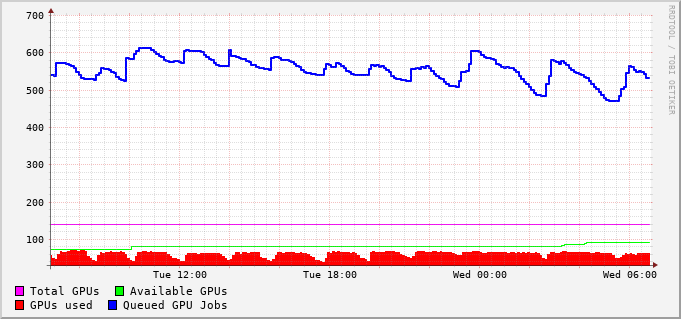 700
600
500
400
300
200
100
Tue 12:00 Tue 18:00 Wed 00:00 Wed 06:00
Total GPUs Available GPUs
GPUs used Queued GPU Jobs
RRDTOOL / TOBI OETIKER